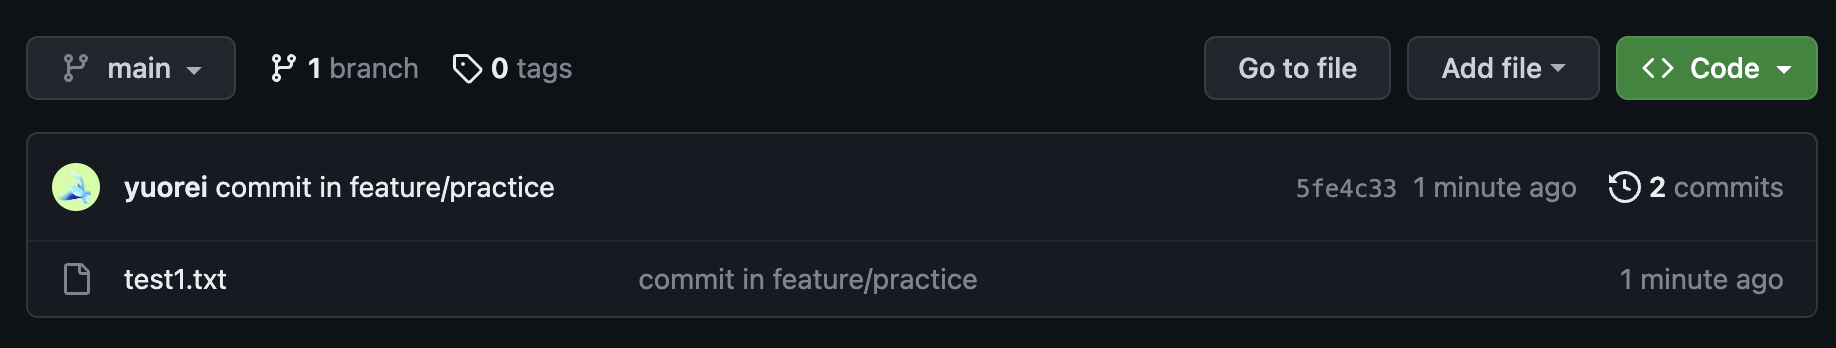 main 1 branch 0 tags Go to file Add file Code
yuorei commit in feature/practice 5fe4c33 1 minute ago 2 commits
test1.txt commit in feature/practice 1 minute ago